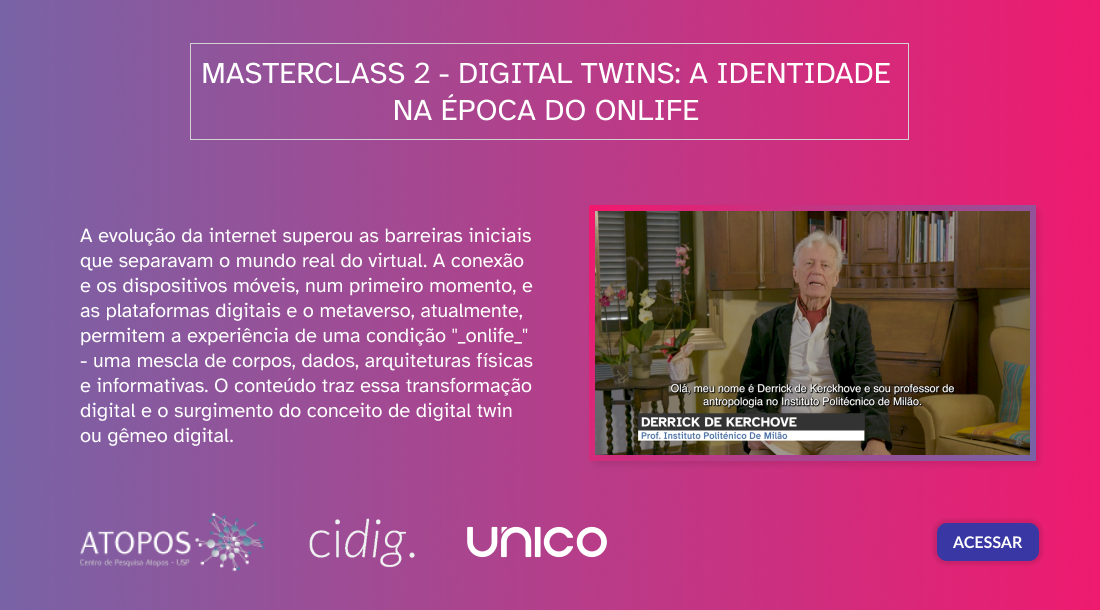 MASTERCLASS 2 - DIGITAL TWINS: A IDENTIDADE
NA ÉPOCA DO ONLIFE
A evolução da internet superou as barreiras iniciais
que separavam o mundo real do virtual. A conexão
e os dispositivos móveis, num primeiro momento, e
as plataformas digitais e o metaverso, atualmente,
permitem a experiência de uma condição "_onlife_"
- uma mescla de corpos, dados, arquiteturas físicas
e informativas. O conteúdo traz essa transformação
digital e o surgimento do conceito de digital twin
ou gêmeo digital.
Olá, meu nome é Derrick de Kerckhove e sou professor de
antropologia no Instituto Politécnico de Milão.
DERRICK DE KERCHOVE
Prof. Instituto Politénico De Milão
ATOPOS
Centro de Pesquisa Atopos - USP
cidig.
unico
ACESSAR